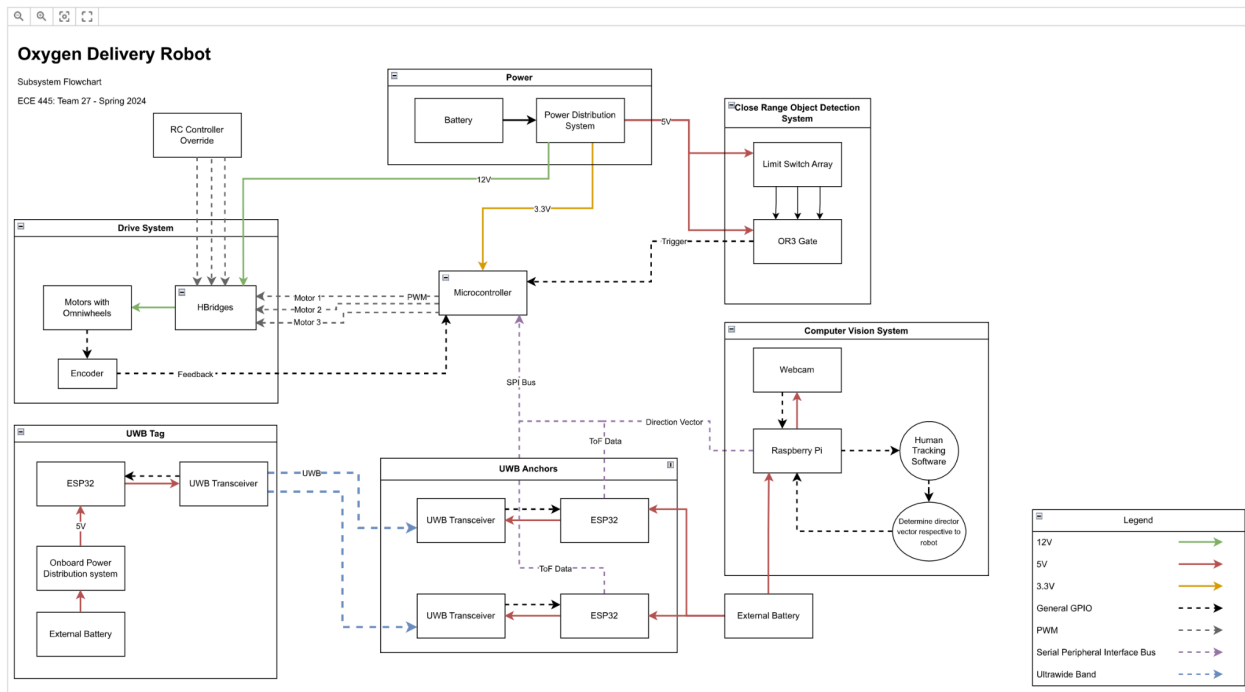 Oxygen Delivery Robot
Subsystem Flowchart
ECE 445: Team 27 - Spring 2024
RC Controller
Override
Power
Battery
Power Distribution
System
5V
12V
3.3V
Close Range Object Detection
System
Limit Switch Array
OR3 Gate
Trigger
Drive System
Motors with
Omniwheels
HBridges
Encoder
Motor 1
Motor 2
Motor 3
PWM
Microcontroller
Feedback
SPI Bus
Computer Vision System
Webcam
Raspberry Pi
Human
Tracking
Software
Determine director
vector respective to
robot
Direction Vector
ToF Data
UWB Tag
ESP32
UWB Transceiver
5V
Onboard Power
Distribution system
External Battery
UWB
UWB Anchors
UWB Transceiver
ESP32
ToF Data
UWB Transceiver
ESP32
External Battery
Legend
12V
5V
3.3V
General GPIO
PWM
Serial Peripheral Interface Bus
Ultrawide Band